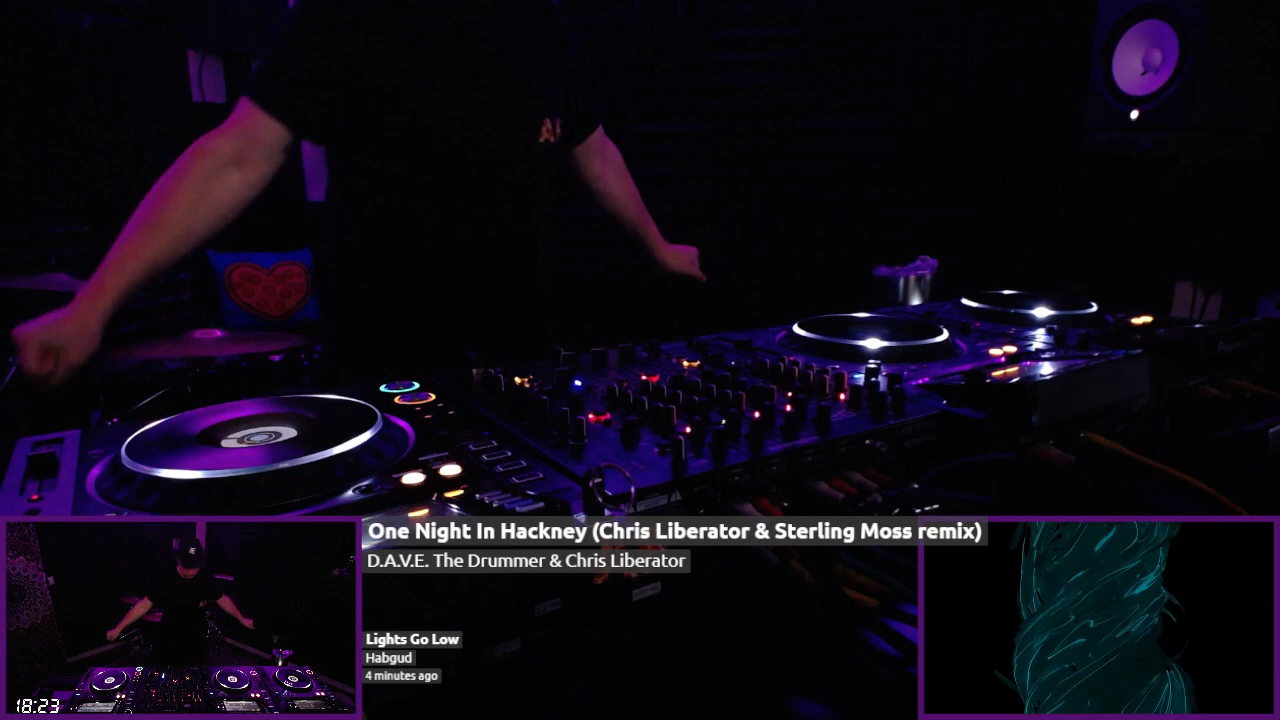 One Night In Hackney (Chris Liberator & Sterling Moss remix)
D.A.V.E. The Drummer & Chris Liberator
Lights Go Low
Habgud
4 minutes ago
18:23